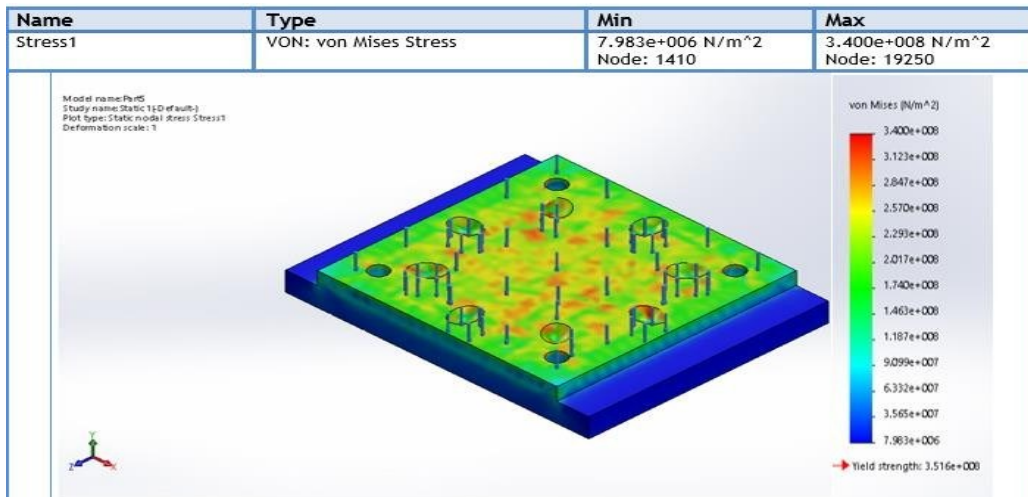 Name Type Min Max
Stress1 VON: von Mises Stress 7.983e+006 N/m^2 3.400e+008 N/m^2
Node: 1410 Node: 19250
Model name:Part5
Study name:Static 1(-Default-)
Plot type: Static nodal stress Stress1
Deformation scale: 1
von Mises (N/m^2)
3.400e+008
3.123e+008
2.847e+008
2.570e+008
2.293e+008
2.017e+008
1.740e+008
1.463e+008
1.187e+008
9.099e+007
6.332e+007
3.565e+007
7.983e+006
Yield strength: 3.516e+008
Y
Z
X